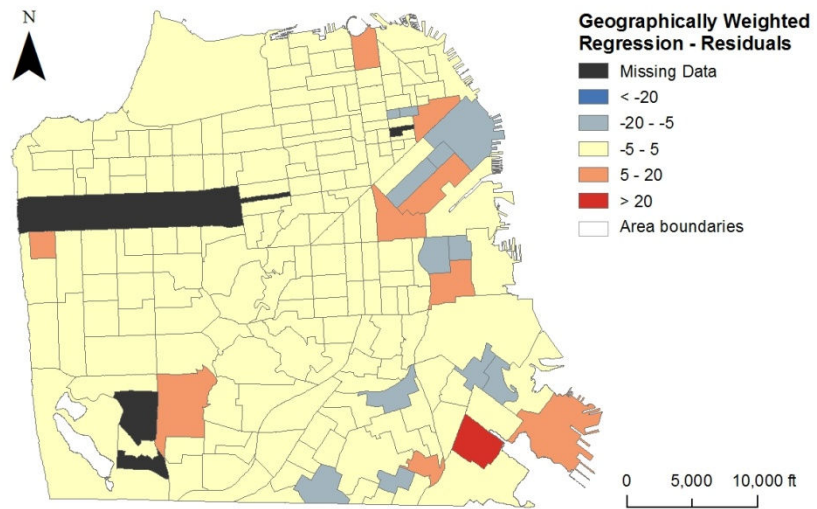 N
Geographically Weighted
Regression - Residuals
Missing Data
< -20
-20 - -5
-5 - 5
5 - 20
> 20
Area boundaries
0 5,000 10,000 ft